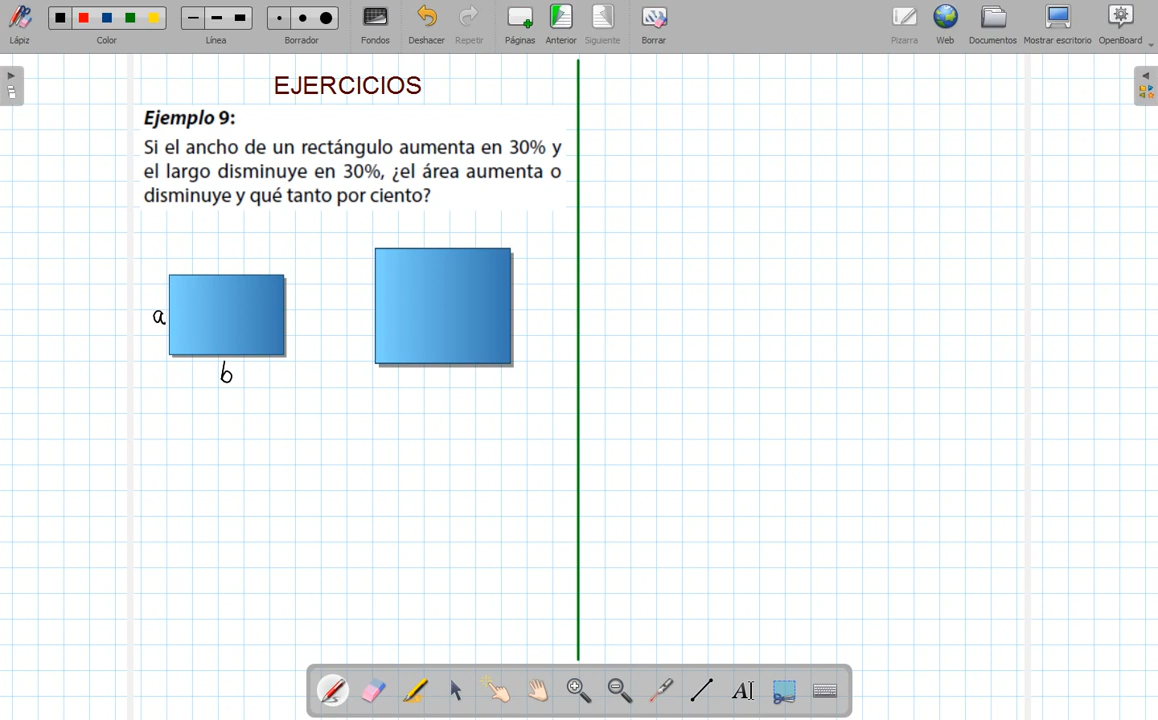 Lápiz
Color
Línea
Borrador
Fondos
Deshacer
Repetir
Páginas
Anterior
Siguiente
Borrar
Pizarra
Web
Documentos
Mostrar escritorio
OpenBoard
EJERCICIOS
Ejemplo 9:
Si el ancho de un rectángulo aumenta en 30% y
el largo disminuye en 30%, ¿el área aumenta o
disminuye y qué tanto por ciento?
a
b
AI